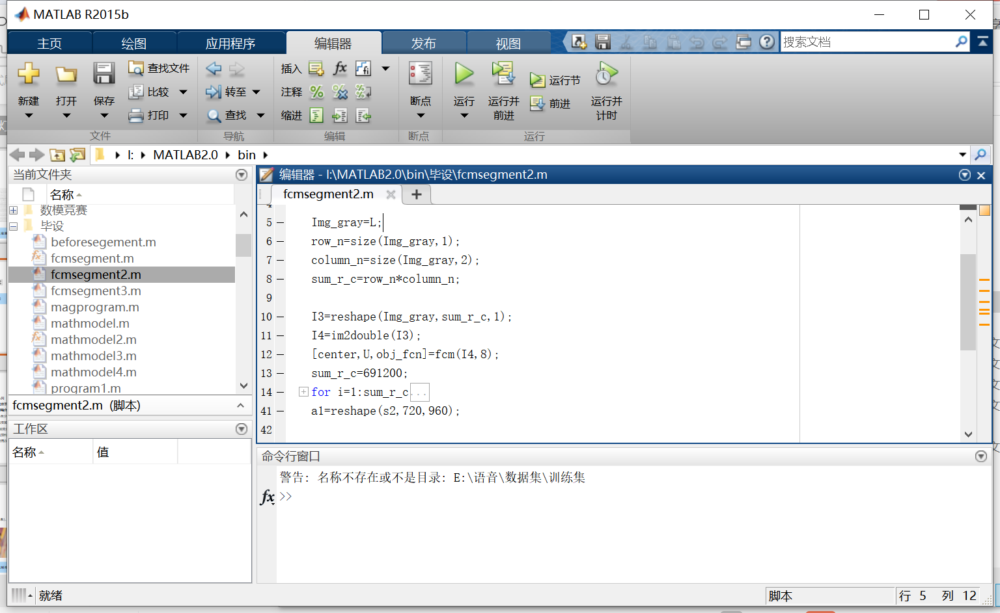 MATLAB R2015b
主页 绘图 应用程序 编辑器 发布 视图 搜索文档
新建 打开 保存 查找文件 比较 打印
文件
转至 查找
导航
插入 fx fi
注释 % % %
缩进
编辑
断点
断点
运行 运行并前进 运行节 前进 运行并计时
运行
I: MATLAB2.0 bin
当前文件夹
名称
数模竞赛
毕设
beforesegement.m
fcmsegment.m
fcmsegment2.m
fcmsegment3.m
magprogram.m
mathmodel.m
mathmodel2.m
mathmodel3.m
mathmodel4.m
program1.m
fcmsegment2.m (脚本)
工作区
名称 值
编辑器 - I:\MATLAB2.0\bin\毕设\fcmsegment2.m
fcmsegment2.m
5 Img_gray=L;
6 row_n=size(Img_gray,1);
7 column_n=size(Img_gray,2);
8 sum_r_c=row_n*column_n;
9
10 I3=reshape(Img_gray,sum_r_c,1);
11 I4=im2double(I3);
12 [center,U,obj_fcn]=fcm(I4,8);
13 sum_r_c=691200;
14 for i=1:sum_r_c...
41 a1=reshape(s2,720,960);
42
命令行窗口
警告: 名称不存在或不是目录: E:\语音\数据集\训练集
fx >>
就绪 脚本 行 5 列 12